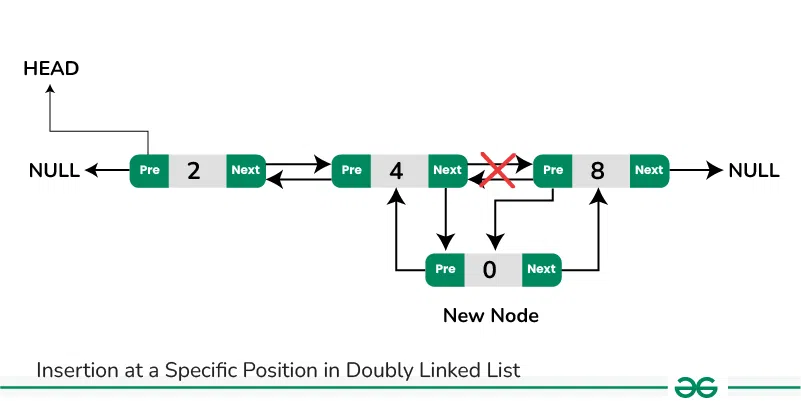 HEAD
NULL Pre 2 Next Pre 4 Next Pre 8 Next NULL
Pre 0 Next
New Node
Insertion at a Specific Position in Doubly Linked List